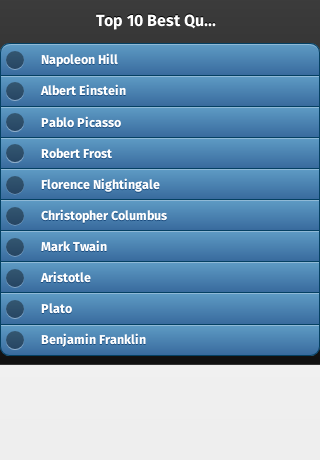 Top 10 Best Qu...
Napoleon Hill
Albert Einstein
Pablo Picasso
Robert Frost
Florence Nightingale
Christopher Columbus
Mark Twain
Aristotle
Plato
Benjamin Franklin